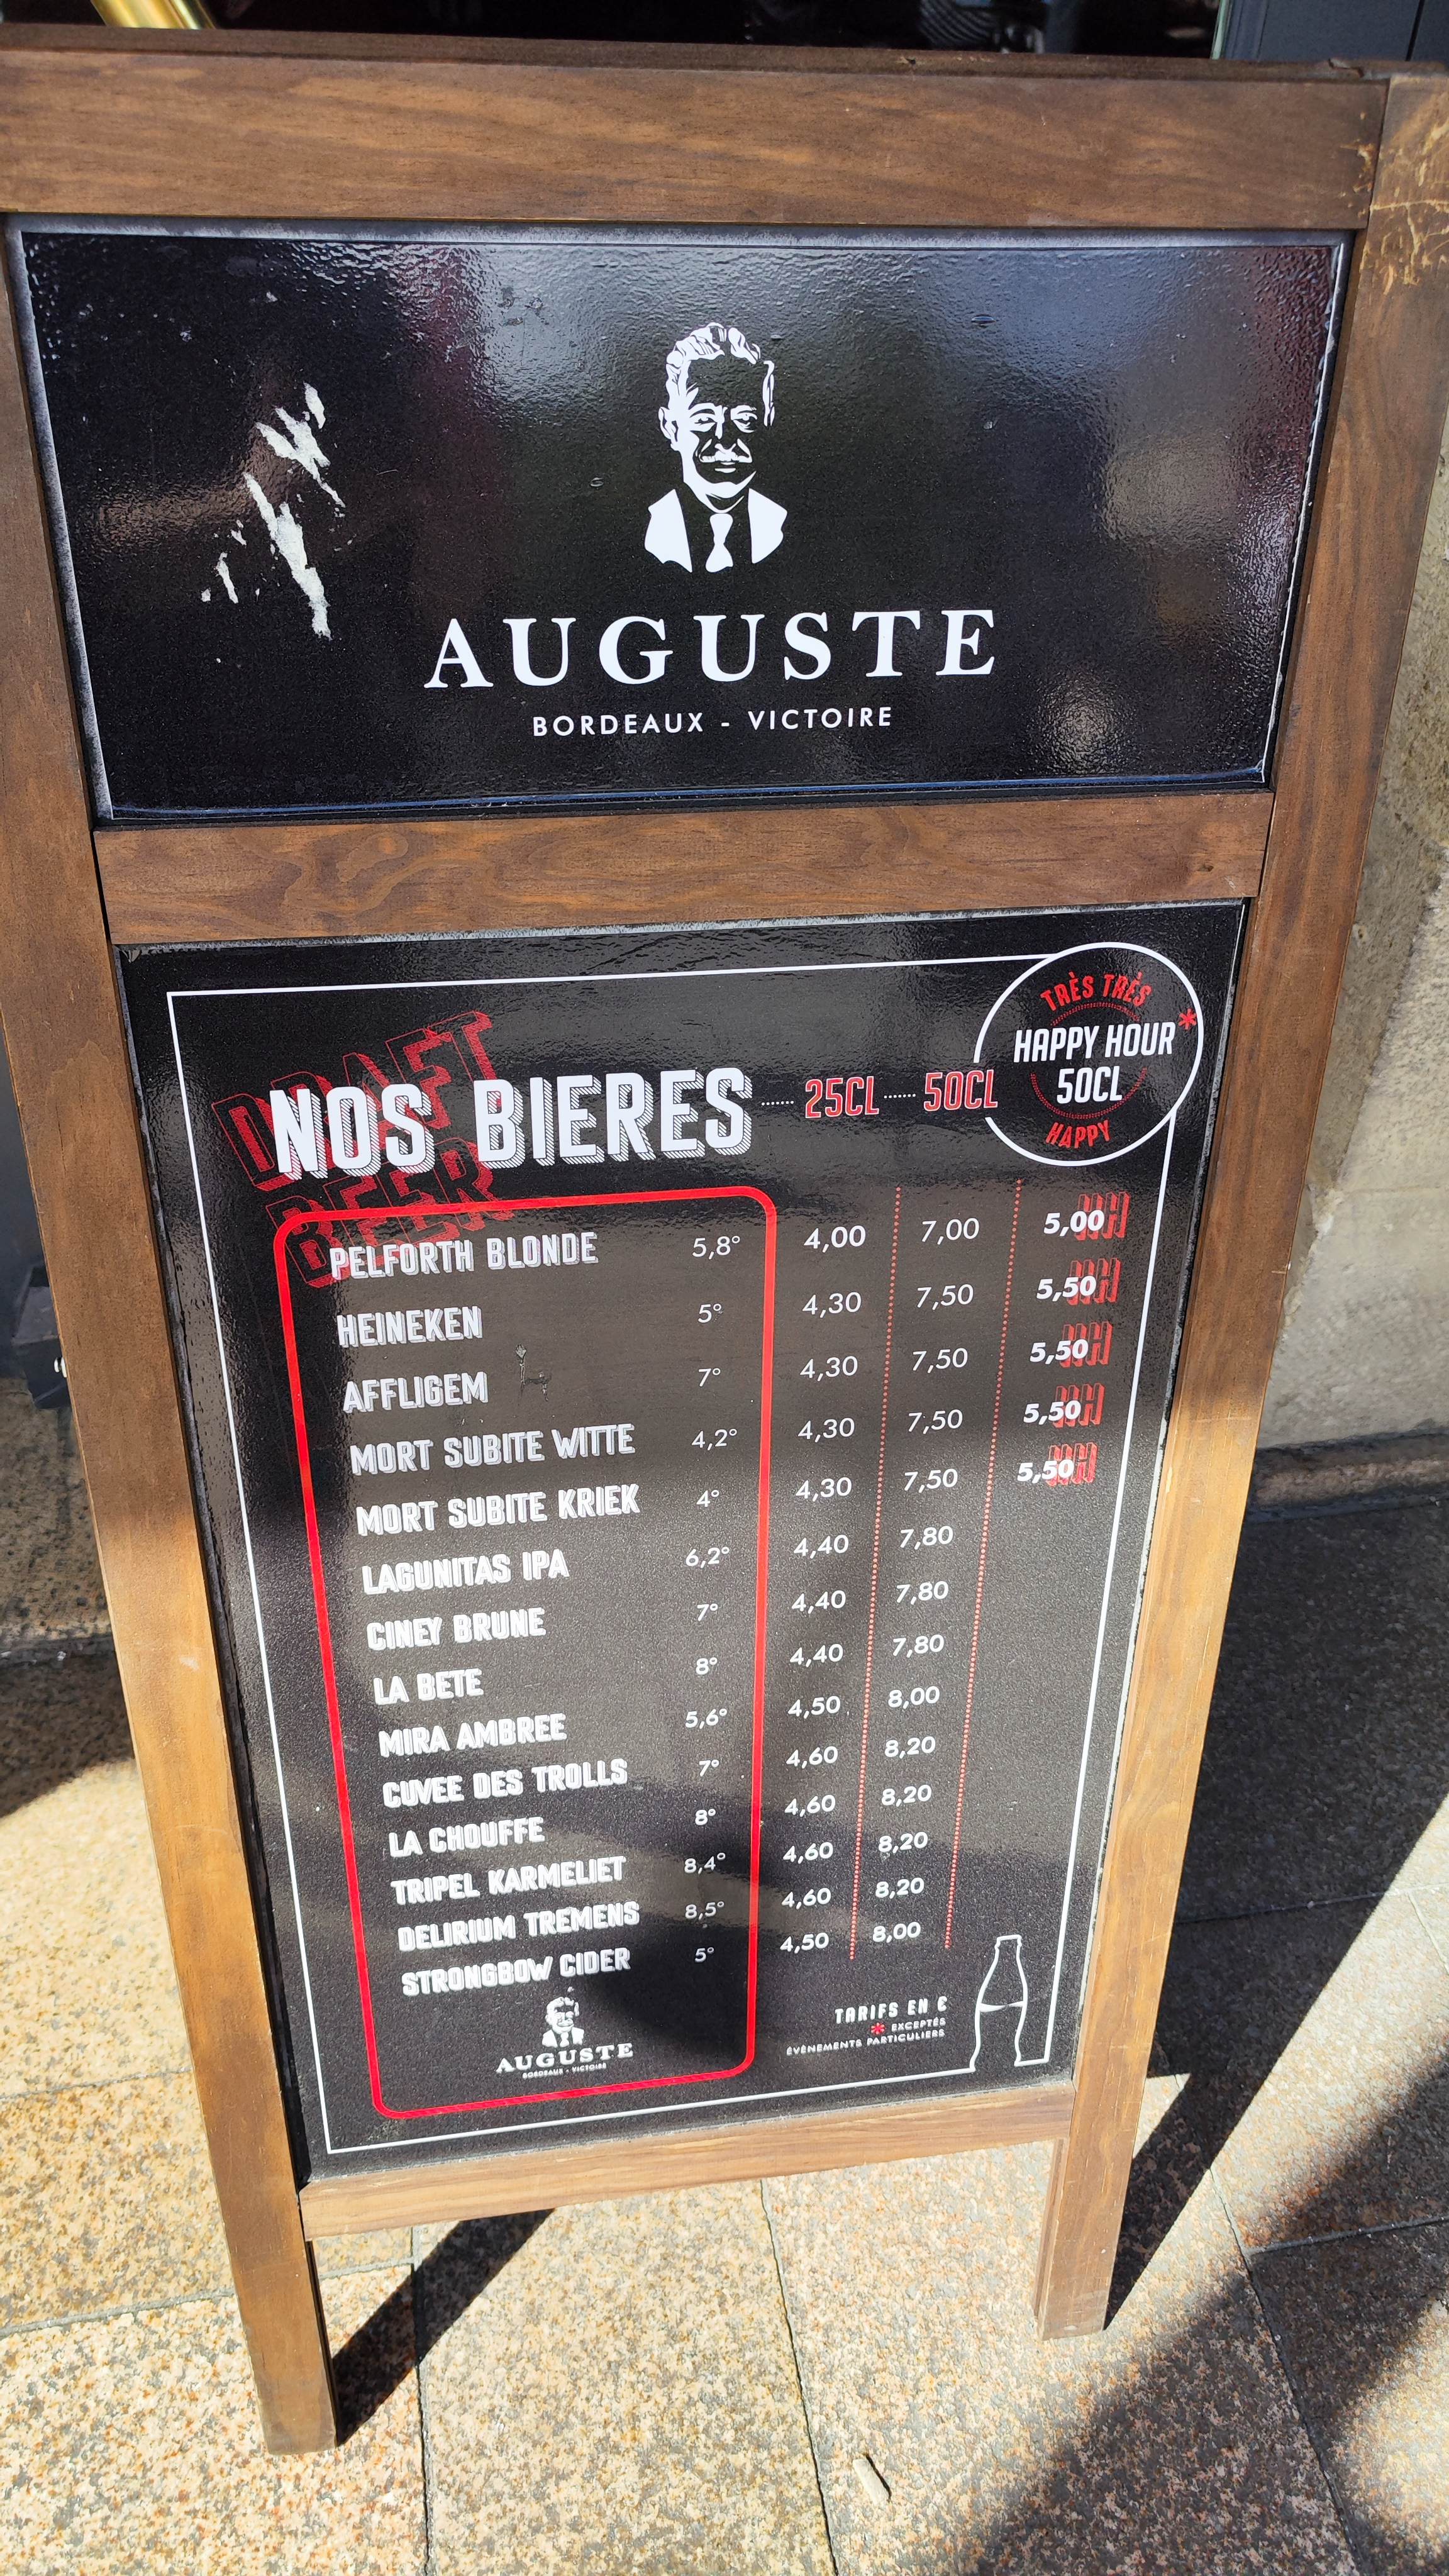 AUGUSTE
BORDEAUX - VICTOIRE
DRAFT
BEER
NOS BIERES 25CL 50CL
TRÈS TRÈS
HAPPY HOUR*
50CL
HAPPY
PELFORTH BLONDE 5,8° 4,00 7,00 5,00 HH
HEINEKEN 5° 4,30 7,50 5,50 HH
AFFLIGEM 7° 4,30 7,50 5,50 HH
MORT SUBITE WITTE 4,2° 4,30 7,50 5,50 HH
MORT SUBITE KRIEK 4° 4,30 7,50 5,50 HH
LAGUNITAS IPA 6,2° 4,40 7,80
CINEY BRUNE 7° 4,40 7,80
LA BETE 8° 4,40 7,80
MIRA AMBREE 5,6° 4,50 8,00
CUVEE DES TROLLS 7° 4,60 8,20
LA CHOUFFE 8° 4,60 8,20
TRIPEL KARMELIET 8,4° 4,60 8,20
DELIRIUM TREMENS 8,5° 4,60 8,20
STRONGBOW CIDER 5° 4,50 8,00
AUGUSTE
BORDEAUX - VICTOIRE
TARIFS EN €
* EXCEPTÉS
ÉVÈNEMENTS PARTICULIERS